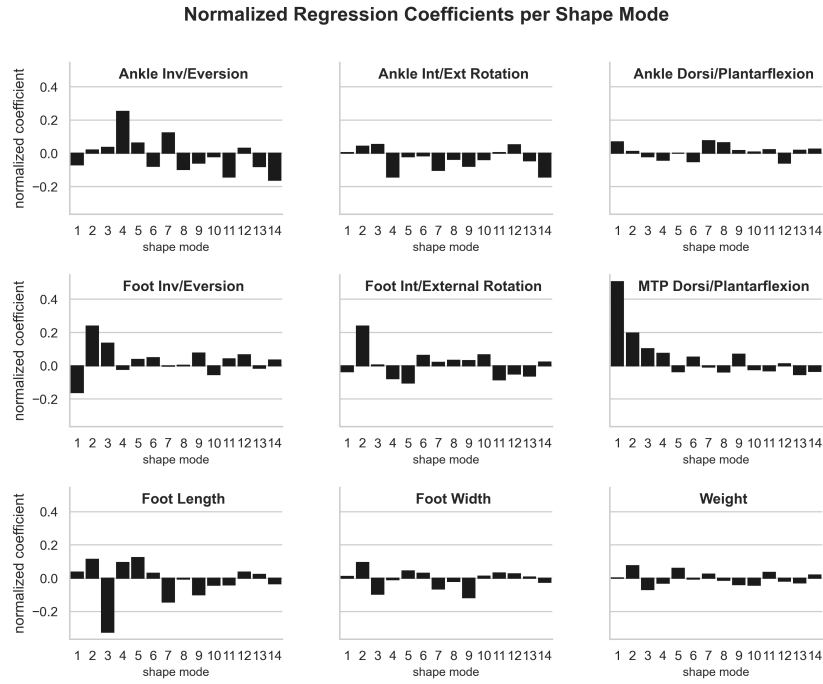 Normalized Regression Coefficients per Shape Mode
Ankle Inv/Eversion
Ankle Int/Ext Rotation
Ankle Dorsi/Plantarflexion
normalized coefficient
0.4
0.2
0.0
−0.2
1 2 3 4 5 6 7 8 9 10 11 12 13 14
1 2 3 4 5 6 7 8 9 10 11 12 13 14
1 2 3 4 5 6 7 8 9 10 11 12 13 14
shape mode
shape mode
shape mode
Foot Inv/Eversion
Foot Int/External Rotation
MTP Dorsi/Plantarflexion
normalized coefficient
0.4
0.2
0.0
−0.2
1 2 3 4 5 6 7 8 9 10 11 12 13 14
1 2 3 4 5 6 7 8 9 10 11 12 13 14
1 2 3 4 5 6 7 8 9 10 11 12 13 14
shape mode
shape mode
shape mode
Foot Length
Foot Width
Weight
normalized coefficient
0.4
0.2
0.0
−0.2
1 2 3 4 5 6 7 8 9 10 11 12 13 14
1 2 3 4 5 6 7 8 9 10 11 12 13 14
1 2 3 4 5 6 7 8 9 10 11 12 13 14
shape mode
shape mode
shape mode